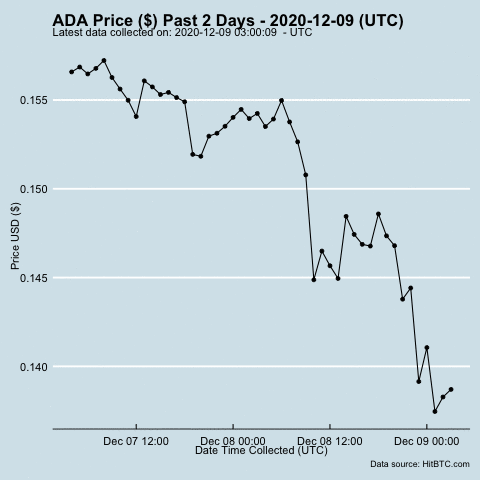 ADA Price ($) Past 2 Days - 2020-12-09 (UTC)
Latest data collected on: 2020-12-09 03:00:09  - UTC
Price USD ($)
0.155
0.150
0.145
0.140
Dec 07 12:00 Dec 08 00:00 Dec 08 12:00 Dec 09 00:00
Date Time Collected (UTC)
Data source: HitBTC.com